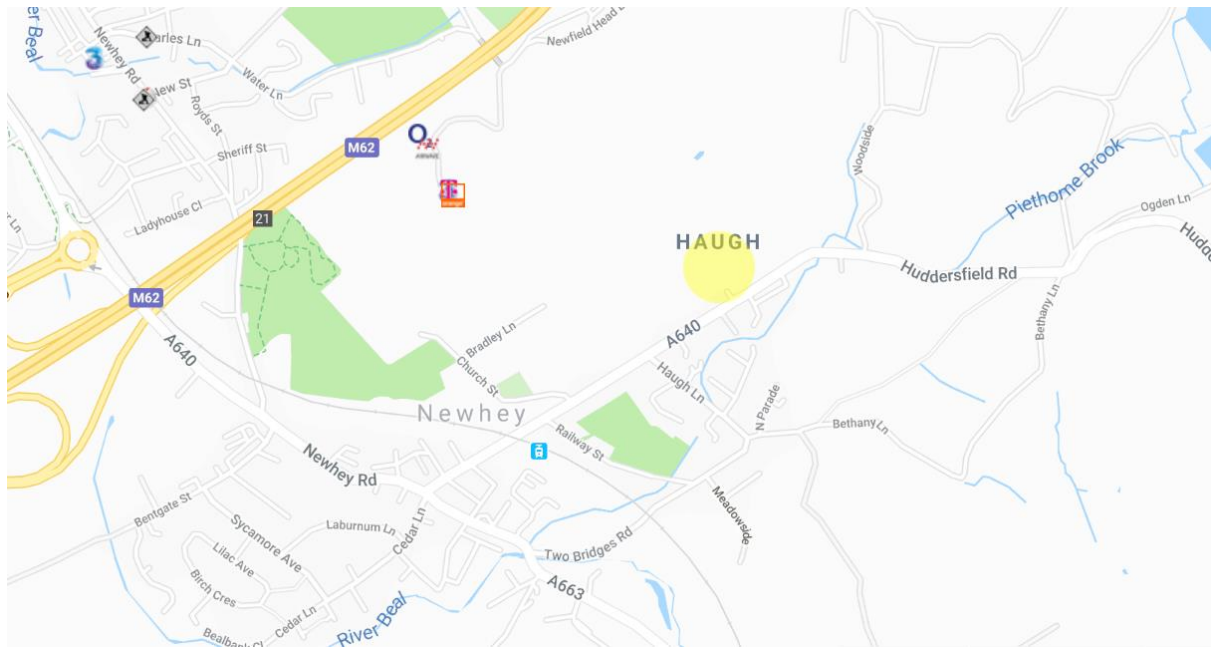 Newfield Head
River Beal
Newhey Rd
arles Ln
3
Water Ln
New St
Royds St
Sheriff St
M62
O2
Woodside
Piethorne Brook
Ogden Ln
Ladyhouse Cl
21
HAUGH
Huddersfield Rd
M62
A640
A640
Bradley Ln
Church St
Haugh Ln
Bethany Ln
N Parade
Newhey
Railway St
Bethany Ln
Newhey Rd
Bentgate St
Meadowside
Laburnum Ln
Sycamore Ave
Cedar Ln
Lilac Ave
Two Bridges Rd
Birch Cres
A663
Cedar Ln
River Beal
Bealbank Cl